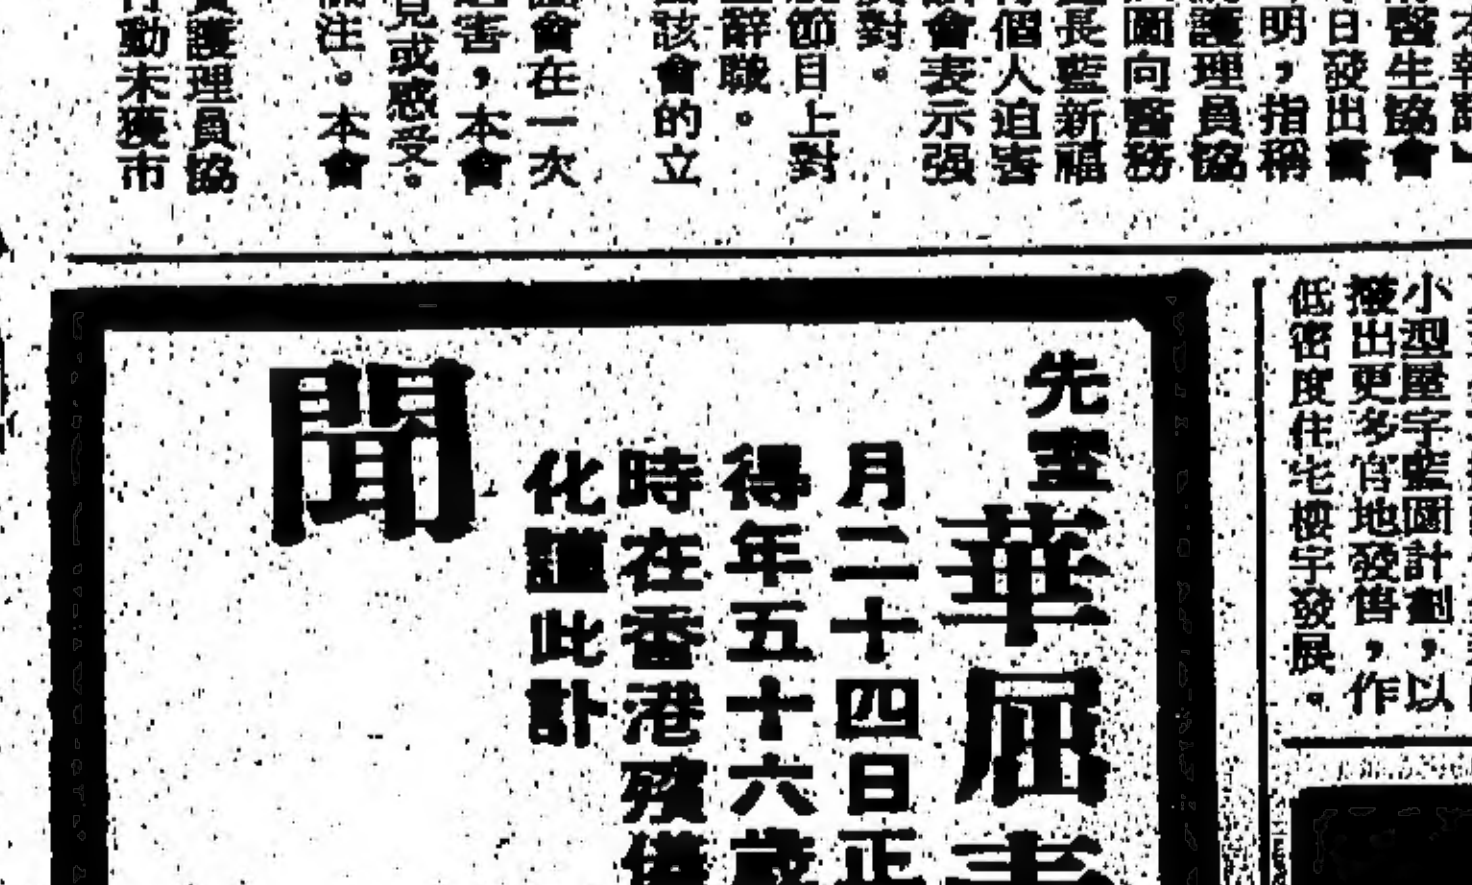 醫生協會
日發出
明，指稱
護理員協
圖向醫務
長藍新福
個人迫害
會表示强
對。
節目上對
辭職。
該會的立
會在一次
害，本會
見或感受。
注。本會
護理員協
動未獲市
小型屋宇藍圖計劃，以
撥出更多官地發售，作
低密度住宅樓宇發展。
先室
華屈
月二十四日正
得年五十六歲
時在香港殯儀
化謹此訃
聞